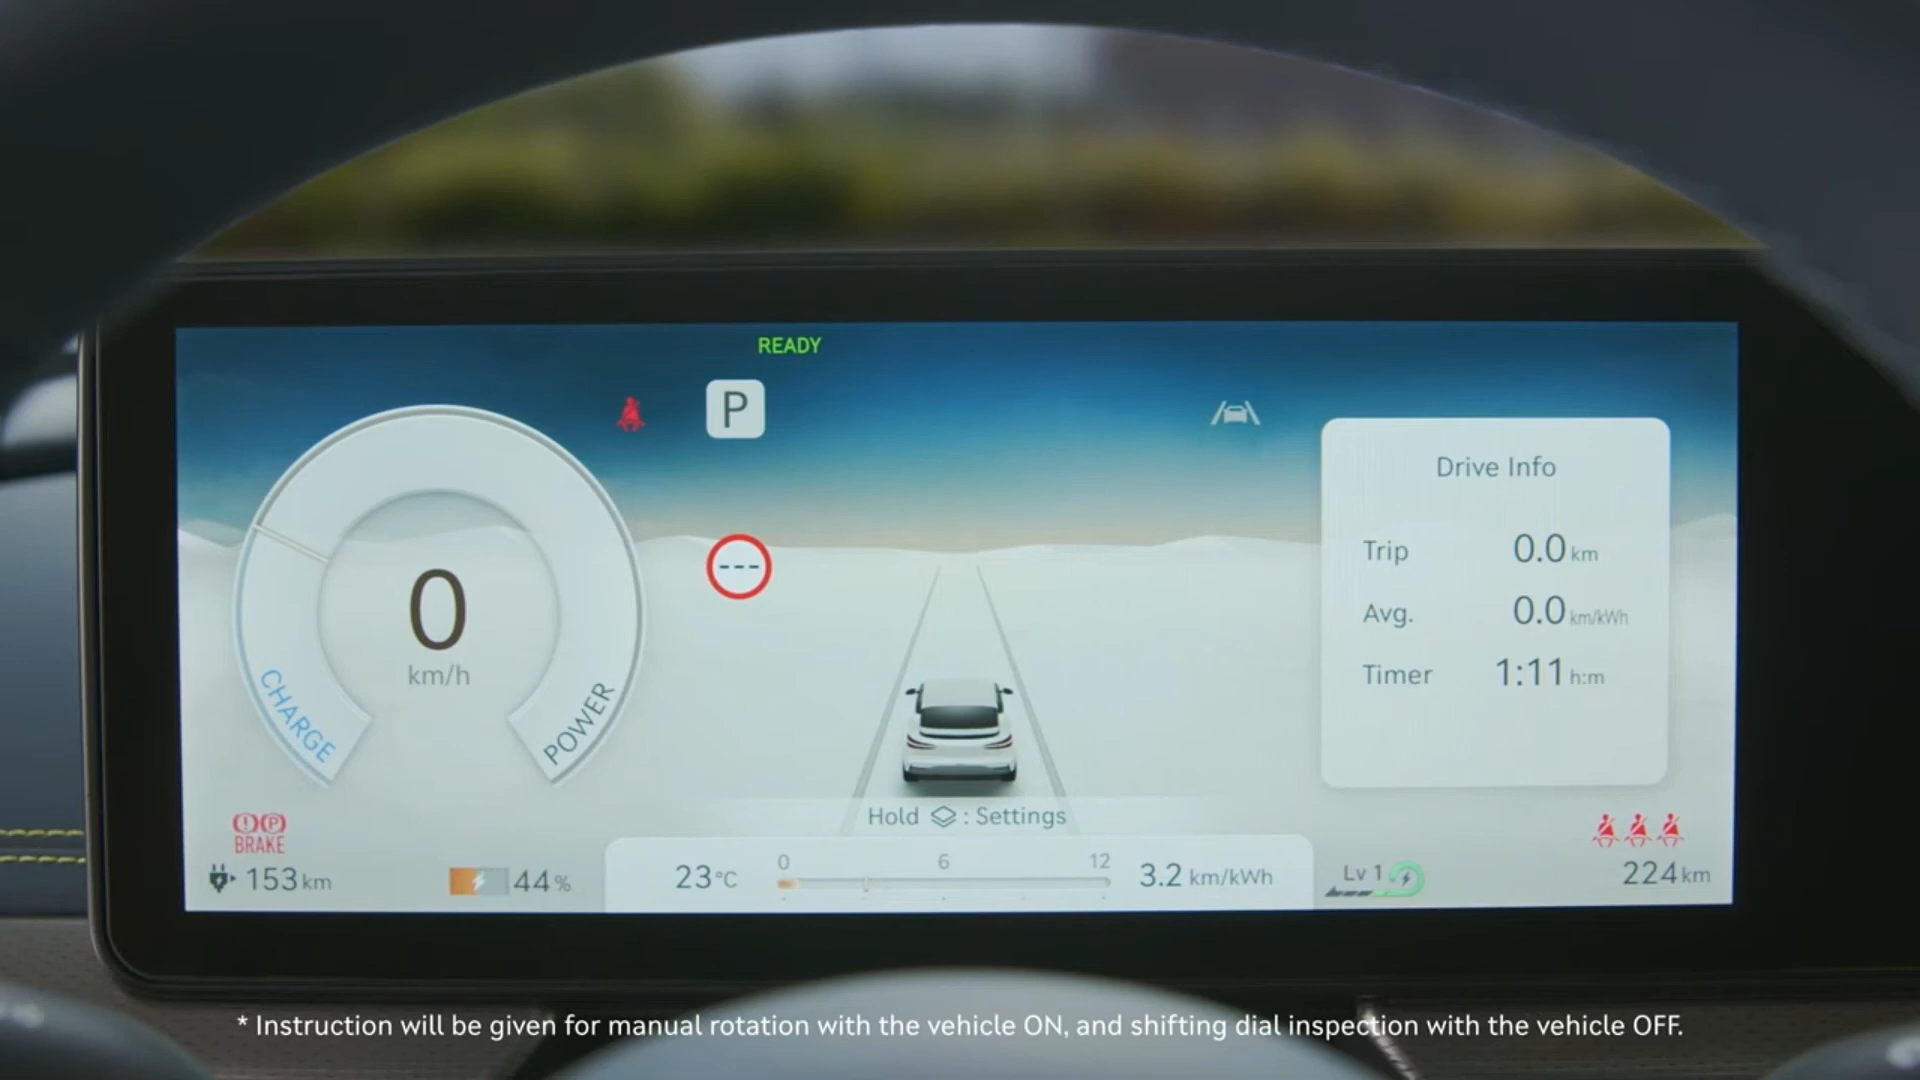 READY
P
Drive Info
Trip 0.0 km
Avg. 0.0 km/kWh
Timer 1:11 h:m
---
0
km/h
CHARGE
POWER
Hold : Settings
P
BRAKE
153 km
44 %
23°C
0 6 12
3.2 km/kWh
Lv 1
224 km
* Instruction will be given for manual rotation with the vehicle ON, and shifting dial inspection with the vehicle OFF.